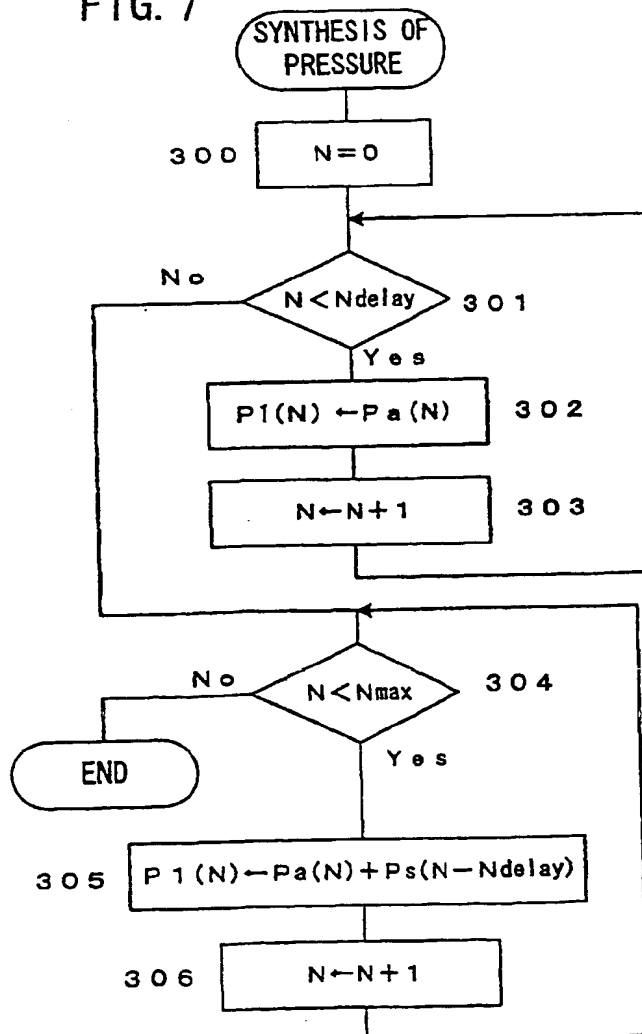 FIG. 7
SYNTHESIS OF
PRESSURE
300
N=0
No
N<Ndelay
301
Yes
P1(N)←Pa(N)
302
N←N+1
303
No
N<Nmax
304
END
Yes
305
P1(N)←Pa(N)+Ps(N-Ndelay)
306
N←N+1